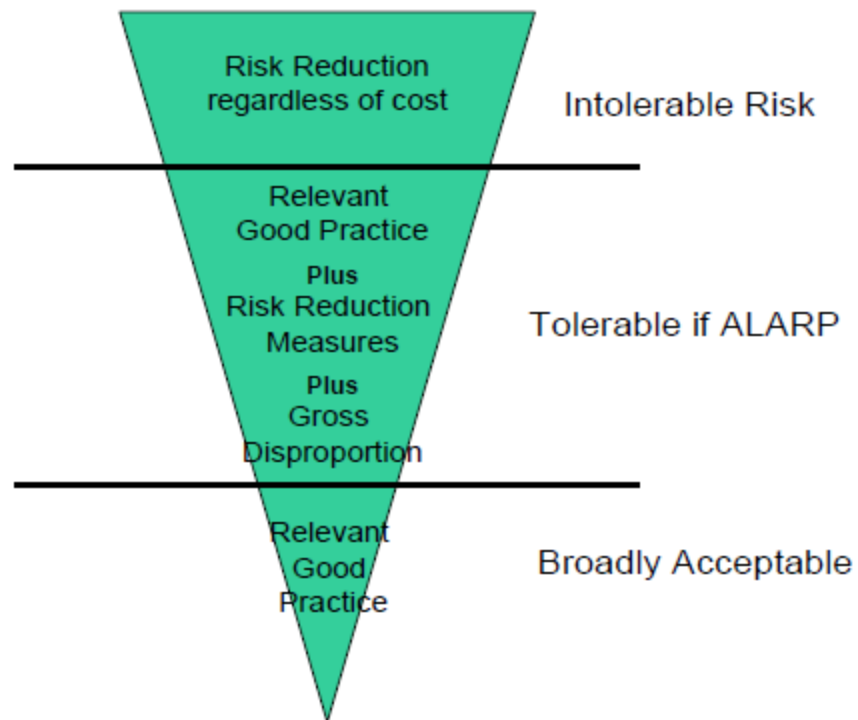 Risk Reduction
regardless of cost
Intolerable Risk
Relevant
Good Practice
Plus
Risk Reduction
Measures
Plus
Gross
Disproportion
Tolerable if ALARP
Relevant
Good
Practice
Broadly Acceptable